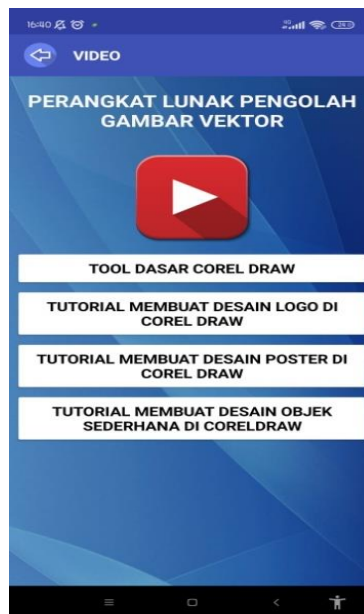 16:40
VIDEO
PERANGKAT LUNAK PENGOLAH
GAMBAR VEKTOR
TOOL DASAR COREL DRAW
TUTORIAL MEMBUAT DESAIN LOGO DI
COREL DRAW
TUTORIAL MEMBUAT DESAIN POSTER DI
COREL DRAW
TUTORIAL MEMBUAT DESAIN OBJEK
SEDERHANA DI CORELDRAW